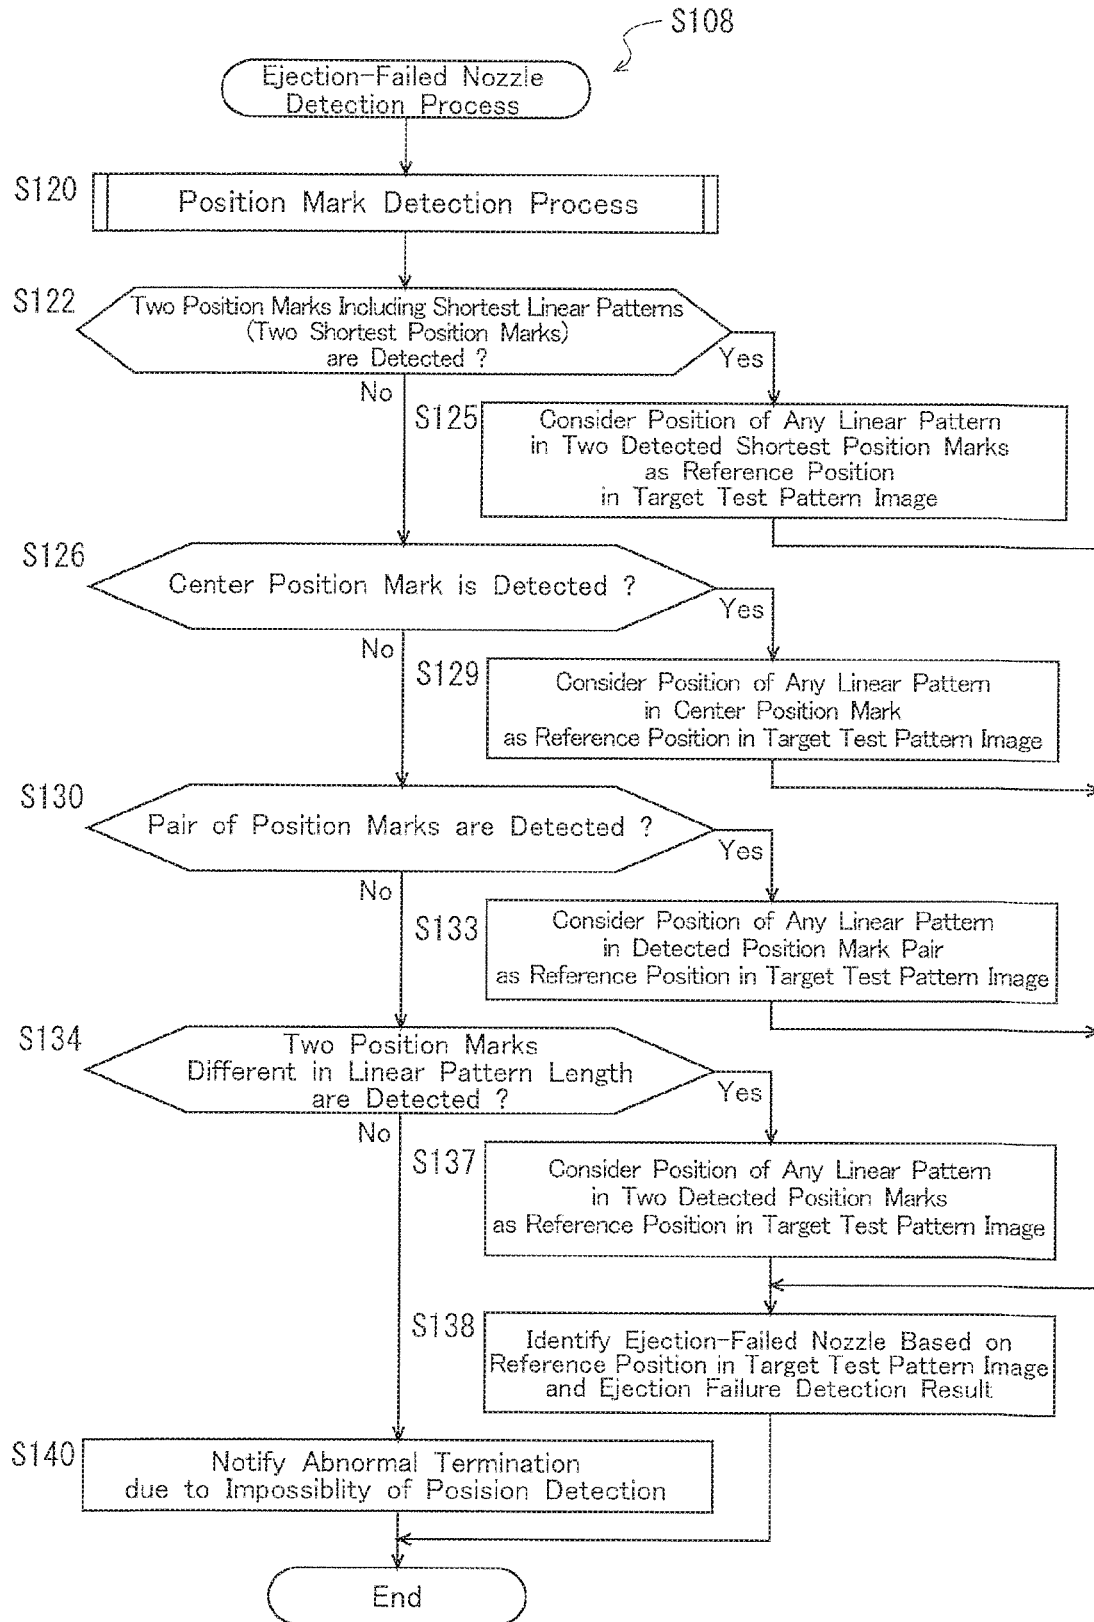 S108
Ejection-Failed Nozzle
Detection Process
S120
Position Mark Detection Process
S122
Two Position Marks Including Shortest Linear Patterns
(Two Shortest Position Marks)
are Detected ?
Yes
No
S125
Consider Position of Any Linear Pattern
in Two Detected Shortest Position Marks
as Reference Position
in Target Test Pattern Image
S126
Center Position Mark is Detected ?
Yes
No
S129
Consider Position of Any Linear Pattern
in Center Position Mark
as Reference Position in Target Test Pattern Image
S130
Pair of Position Marks are Detected ?
Yes
No
S133
Consider Position of Any Linear Pattern
in Detected Position Mark Pair
as Reference Position in Target Test Pattern Image
S134
Two Position Marks
Different in Linear Pattern Length
are Detected ?
Yes
No
S137
Consider Position of Any Linear Pattern
in Two Detected Position Marks
as Reference Position in Target Test Pattern Image
S138
Identify Ejection-Failed Nozzle Based on
Reference Position in Target Test Pattern Image
and Ejection Failure Detection Result
S140
Notify Abnormal Termination
due to Impossiblity of Posision Detection
End